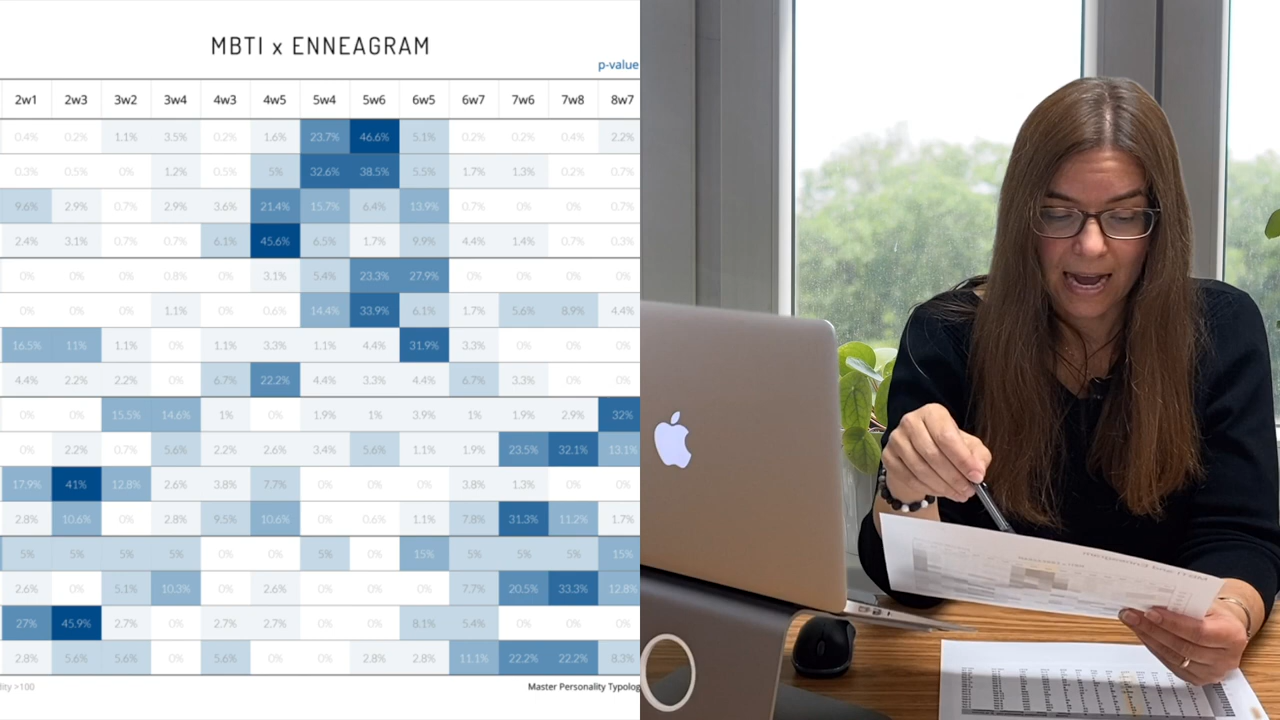 MBTI x ENNEAGRAM
p-value
2w1 2w3 3w2 3w4 4w3 4w5 5w4 5w6 6w5 6w7 7w6 7w8 8w7
0.4% 0.2% 1.1% 3.5% 0.2% 1.6% 23.7% 46.6% 5.1% 0.2% 0.2% 0.4% 2.2%
0.3% 0.5% 0% 1.2% 0.5% 5% 32.6% 38.5% 5.5% 1.7% 1.3% 0.2% 0.7%
9.6% 2.9% 0.7% 2.9% 3.6% 21.4% 15.7% 6.4% 13.9% 0.7% 0% 0% 0.7%
2.4% 3.1% 0.7% 0.7% 6.1% 45.6% 6.5% 1.7% 9.9% 4.4% 1.4% 0.7% 0.3%
0% 0% 0% 0.8% 0% 3.1% 5.4% 23.3% 27.9% 0% 0% 0% 0%
0% 0% 0% 1.1% 0% 0.6% 14.4% 33.9% 6.1% 1.7% 5.6% 8.9% 4.4%
16.5% 11% 1.1% 0% 1.1% 3.3% 1.1% 4.4% 31.9% 3.3% 0% 0% 0%
4.4% 2.2% 2.2% 0% 6.7% 22.2% 4.4% 3.3% 4.4% 6.7% 3.3% 0% 0%
0% 0% 15.5% 14.6% 1% 0% 1.9% 1% 3.9% 1% 1.9% 2.9% 32%
0% 2.2% 0.7% 5.6% 2.2% 2.6% 3.4% 5.6% 1.1% 1.9% 23.5% 32.1% 13.1%
17.9% 41% 12.8% 2.6% 3.8% 7.7% 0% 0% 0% 3.8% 1.3% 0% 0%
2.8% 10.6% 0% 2.8% 9.5% 10.6% 0% 0.6% 1.1% 7.8% 31.3% 11.2% 1.7%
5% 5% 5% 5% 0% 0% 5% 0% 15% 5% 5% 5% 15%
2.6% 0% 5.1% 10.3% 0% 2.6% 0% 0% 0% 7.7% 20.5% 33.3% 12.8%
27% 45.9% 2.7% 0% 2.7% 2.7% 0% 0% 8.1% 5.4% 0% 0% 0%
2.8% 5.6% 5.6% 0% 5.6% 0% 0% 2.8% 2.8% 11.1% 22.2% 22.2% 8.3%
lity >100
Master Personality Typolog